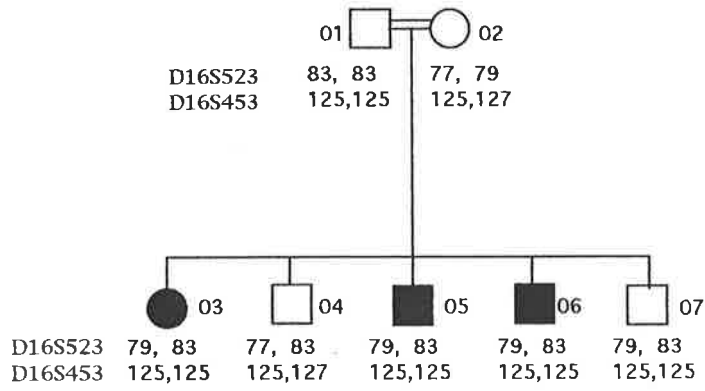 01 02
D16S523 83, 83 77, 79
D16S453 125,125 125,127
03 04 05 06 07
D16S523 79, 83 77, 83 79, 83 79, 83 79, 83
D16S453 125,125 125,127 125,125 125,125 125,125